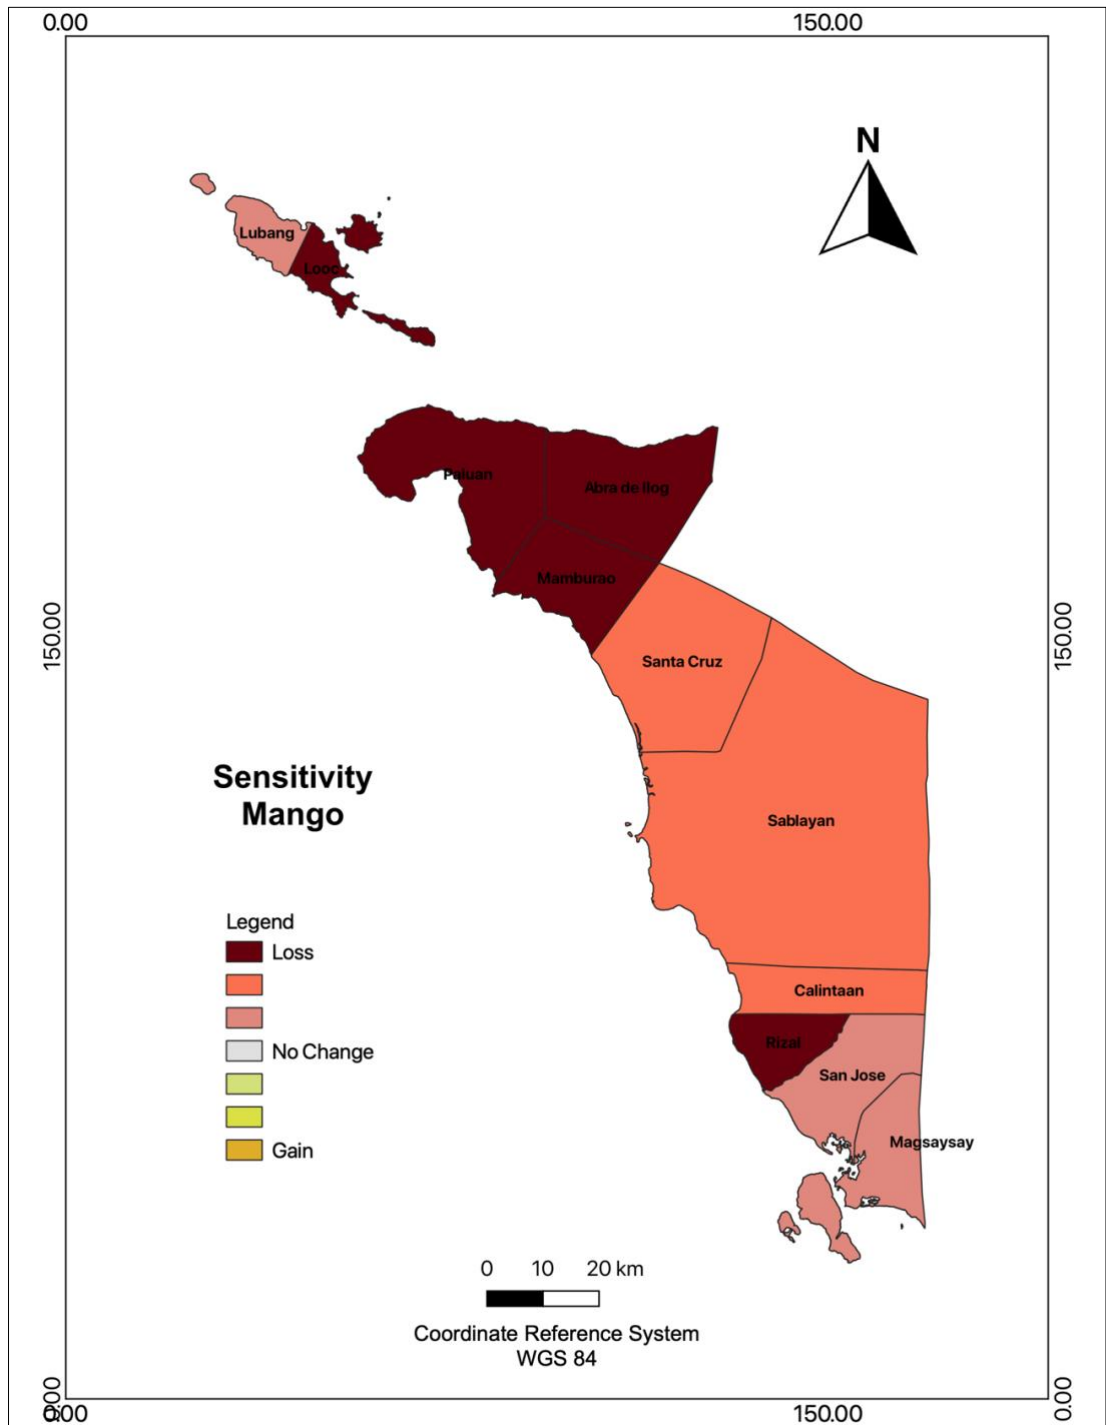 0.00 150.00
N
Lubang
Looc
Paluan
Abra de Ilog
Mamburao
150.00
150.00
Santa Cruz
Sensitivity
Mango
Sablayan
Legend
Loss
Calintaan
Rizal
No Change
San Jose
Magsaysay
Gain
0 10 20 km
Coordinate Reference System
WGS 84
0.00
0.00
0.00 150.00